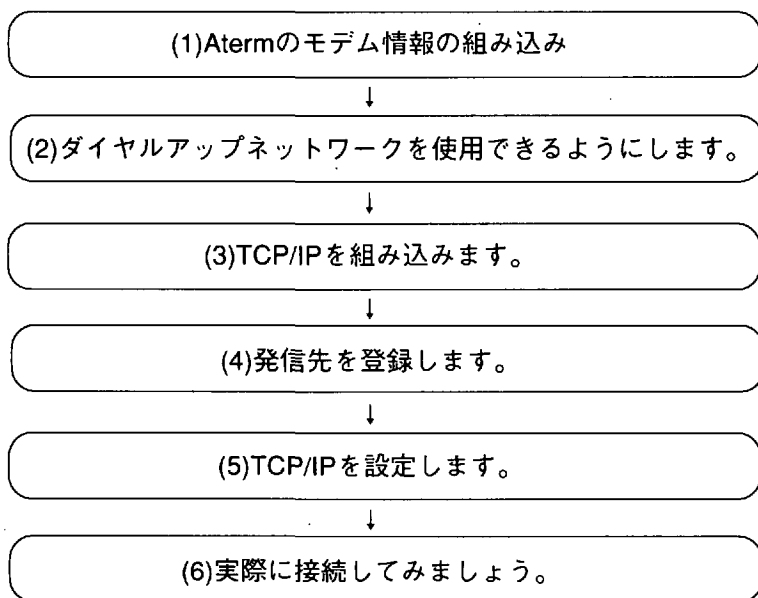 (1)Atermのモデム情報の組み込み
↓
(2)ダイヤルアップネットワークを使用できるようにします。
↓
(3)TCP/IPを組み込みます。
↓
(4)発信先を登録します。
↓
(5)TCP/IPを設定します。
↓
(6)実際に接続してみましょう。